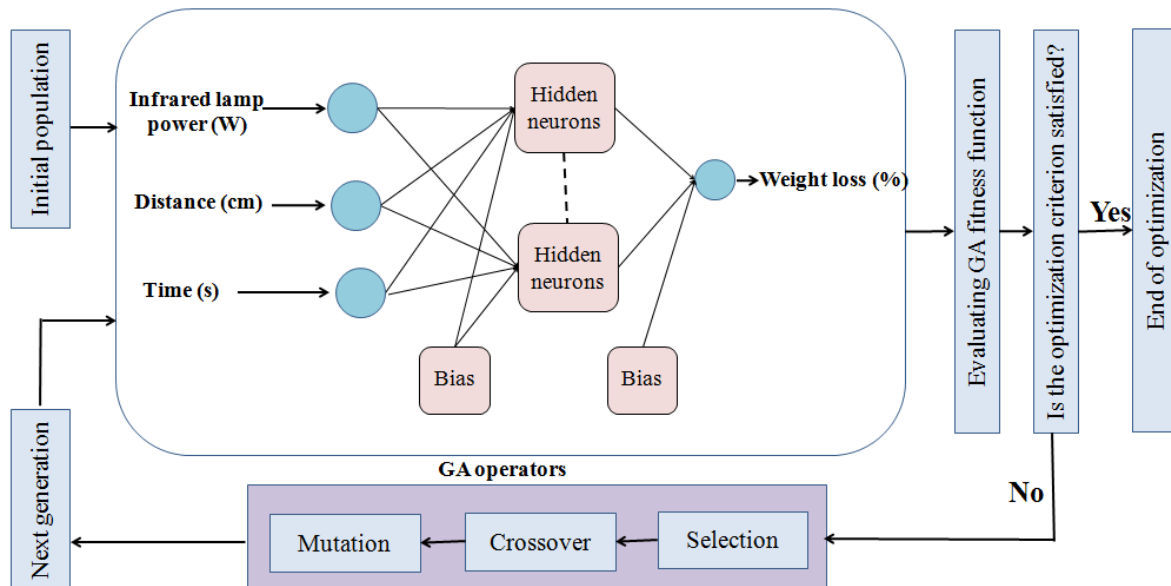 Initial population
Infrared lamp
power (W)
Distance (cm)
Time (s)
Hidden
neurons
Hidden
neurons
Bias
Bias
Weight loss (%)
Evaluating GA fitness function
Is the optimization criterion satisfied?
Yes
End of optimization
No
GA operators
Selection
Crossover
Mutation
Next generation